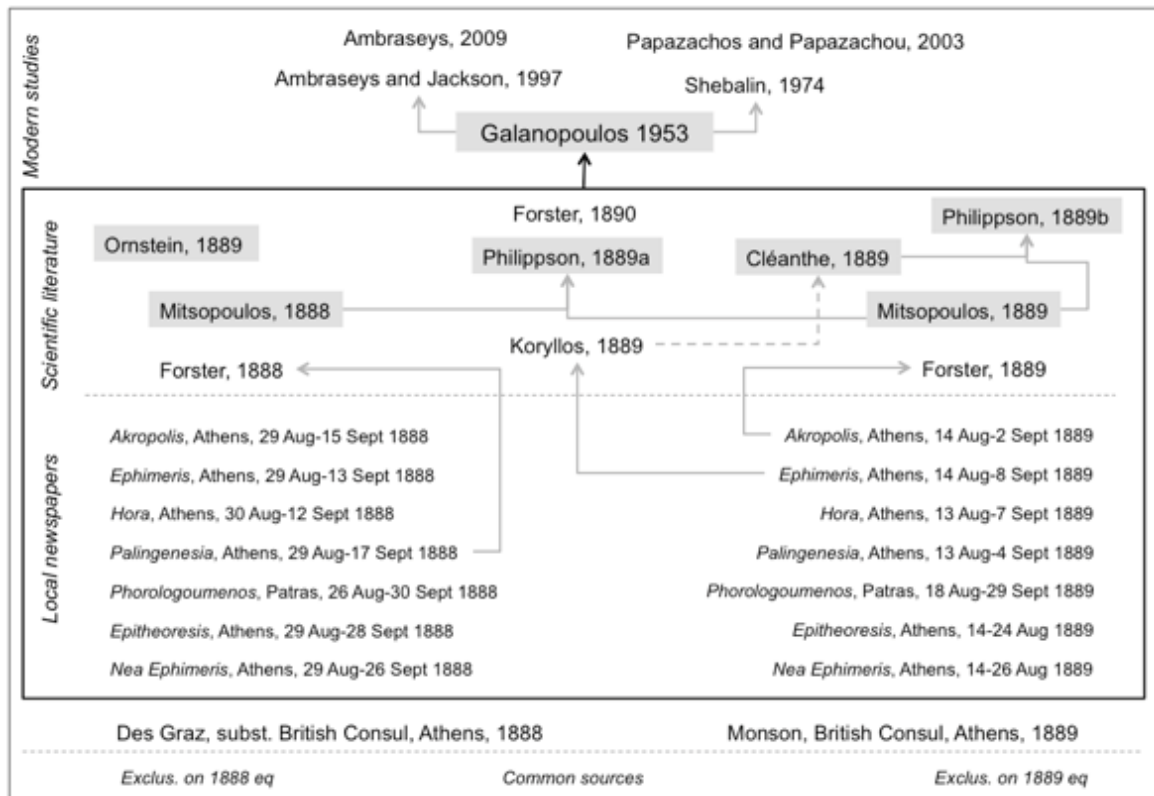 Modern studies
Ambraseys, 2009
Papazachos and Papazachou, 2003
Ambraseys and Jackson, 1997
Shebalin, 1974
Galanopoulos 1953
Scientific literature
Forster, 1890
Philippson, 1889b
Ornstein, 1889
Philippson, 1889a
Cléanthe, 1889
Mitsopoulos, 1888
Mitsopoulos, 1889
Koryllos, 1889
Forster, 1888
Forster, 1889
Local newspapers
Akropolis, Athens, 29 Aug-15 Sept 1888
Akropolis, Athens, 14 Aug-2 Sept 1889
Ephimeris, Athens, 29 Aug-13 Sept 1888
Ephimeris, Athens, 14 Aug-8 Sept 1889
Hora, Athens, 30 Aug-12 Sept 1888
Hora, Athens, 13 Aug-7 Sept 1889
Palingenesia, Athens, 29 Aug-17 Sept 1888
Palingenesia, Athens, 13 Aug-4 Sept 1889
Phorologoumenos, Patras, 26 Aug-30 Sept 1888
Phorologoumenos, Patras, 18 Aug-29 Sept 1889
Epitheoresis, Athens, 29 Aug-28 Sept 1888
Epitheoresis, Athens, 14-24 Aug 1889
Nea Ephimeris, Athens, 29 Aug-26 Sept 1888
Nea Ephimeris, Athens, 14-26 Aug 1889
Des Graz, subst. British Consul, Athens, 1888
Monson, British Consul, Athens, 1889
Exclus. on 1888 eq
Common sources
Exclus. on 1889 eq